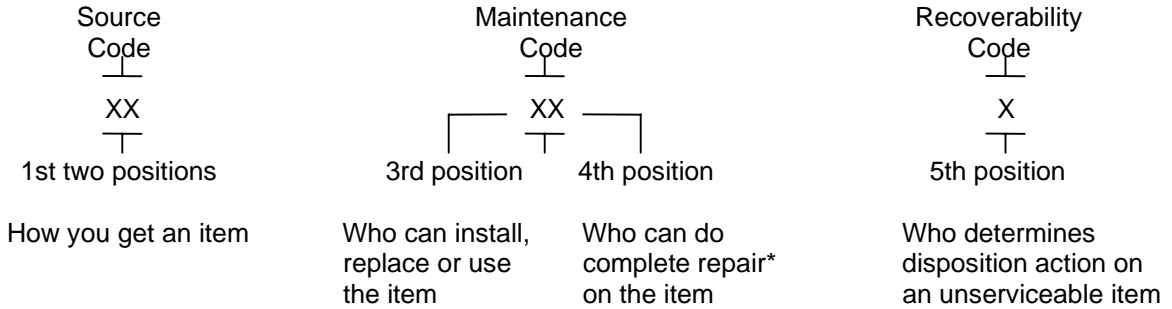 Source
Code
XX
1st two positions
How you get an item
Maintenance
Code
XX
3rd position
4th position
Who can install,
replace or use
the item
Who can do
complete repair*
on the item
Recoverability
Code
X
5th position
Who determines
disposition action on
an unserviceable item